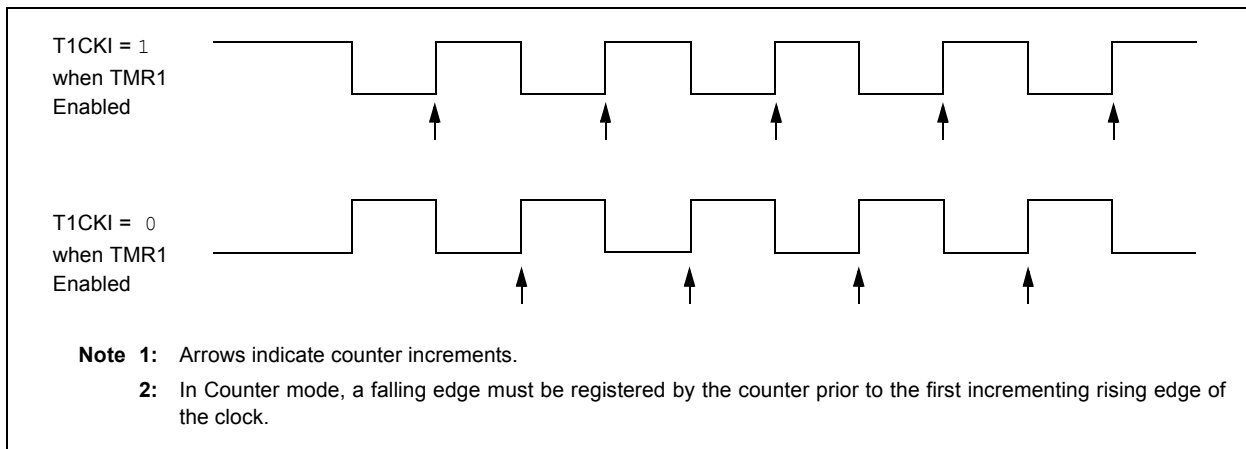 T1CKI = 1
when TMR1
Enabled
T1CKI = 0
when TMR1
Enabled
Note 1: Arrows indicate counter increments.
2: In Counter mode, a falling edge must be registered by the counter prior to the first incrementing rising edge of
the clock.